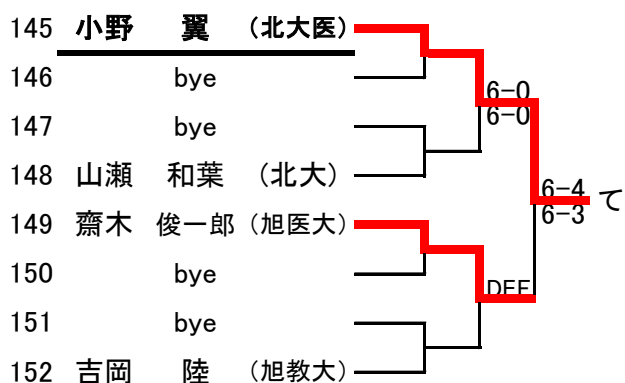 145 小野 翼 (北大医)
146 bye
6-0
6-0
147 bye
148 山瀬 和葉 (北大)
6-4
6-3 て
149 齋木 俊一郎 (旭医大)
150 bye
DEF
151 bye
152 吉岡 陸 (旭教大)